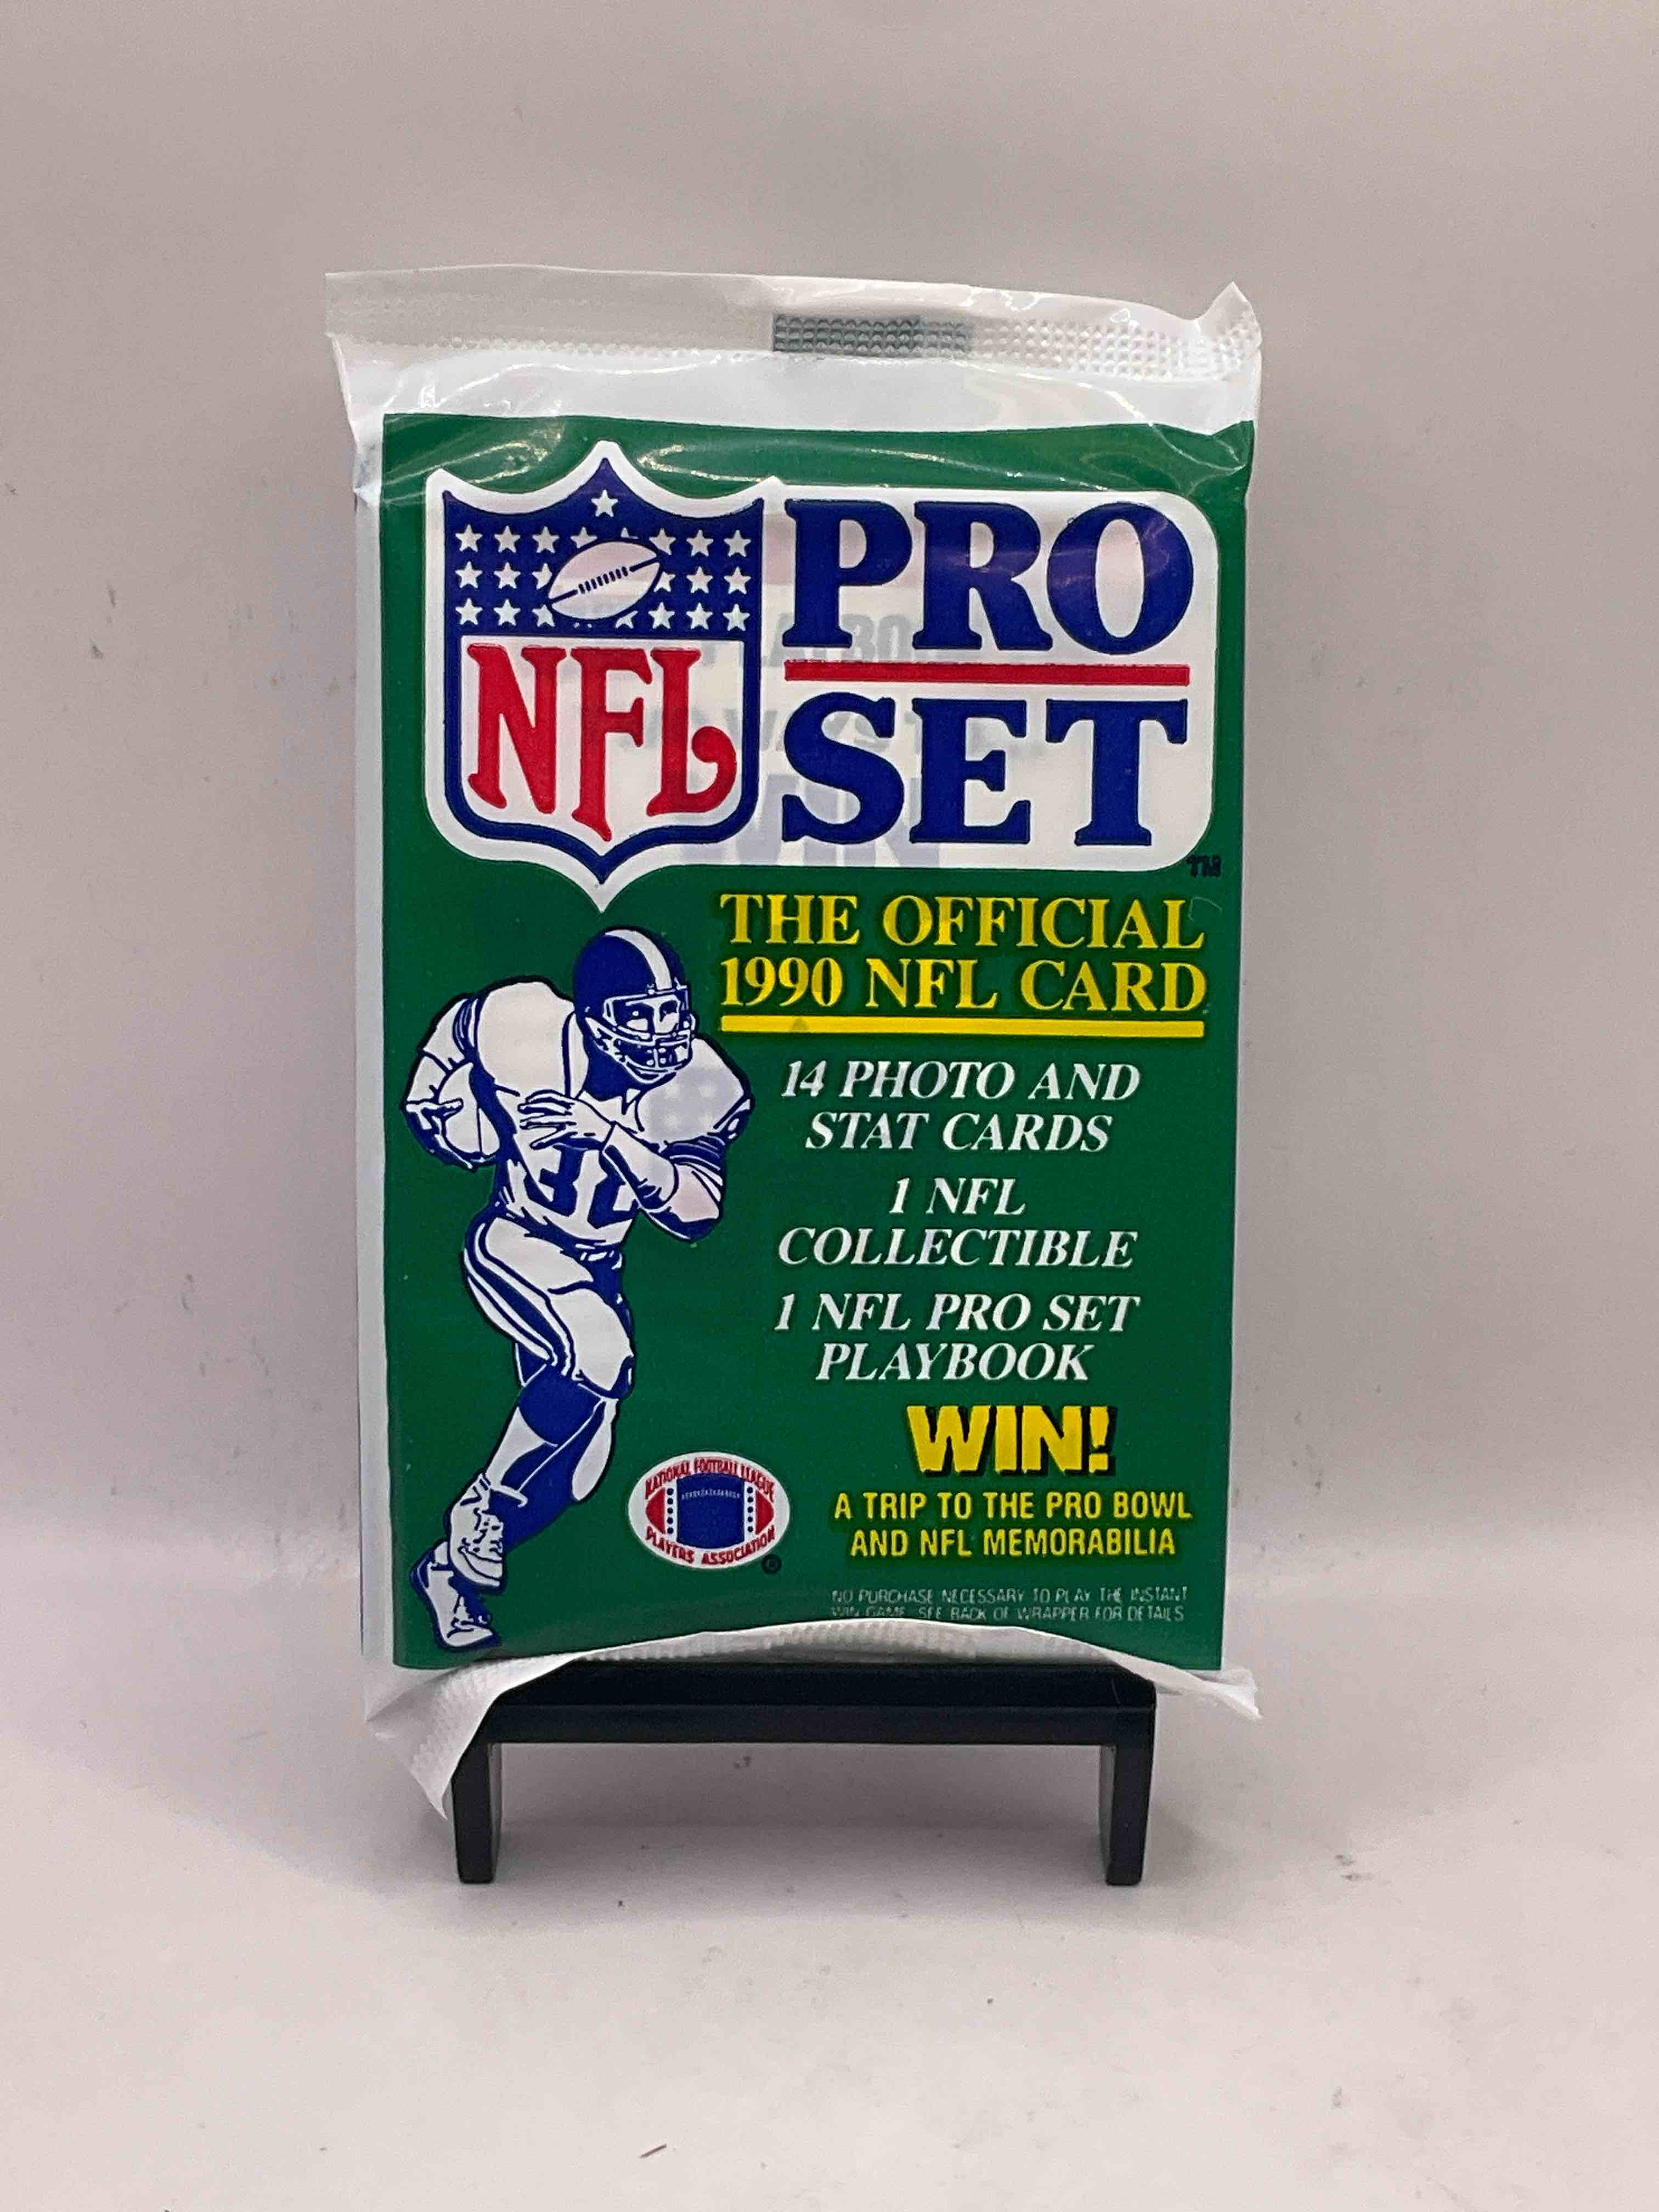 NFL
PRO
SET
™
THE OFFICIAL
1990 NFL CARD
14 PHOTO AND
STAT CARDS
1 NFL
COLLECTIBLE
1 NFL PRO SET
PLAYBOOK
WIN!
A TRIP TO THE PRO BOWL
AND NFL MEMORABILIA
NO PURCHASE NECESSARY TO PLAY THE INSTANT
WIN GAME. SEE BACK OF WRAPPER FOR DETAILS
NATIONAL FOOTBALL LEAGUE
PLAYERS ASSOCIATION
®